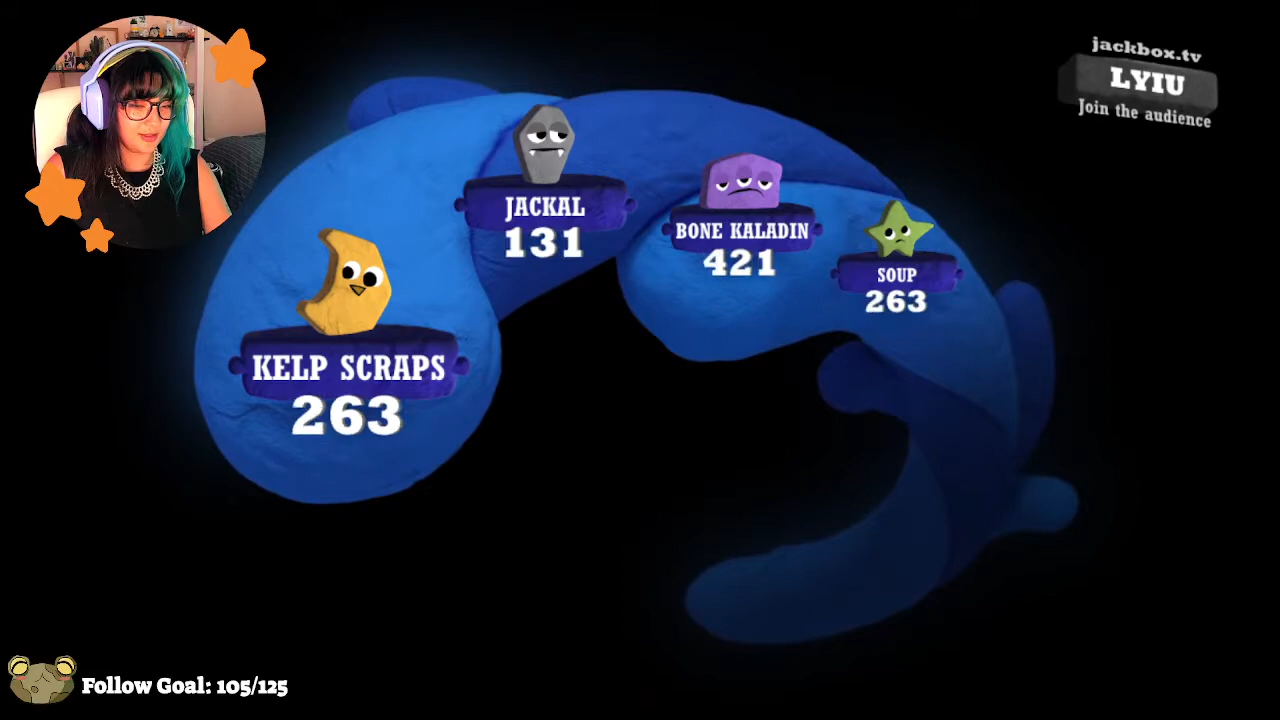 jackbox.tv
LYIU
Join the audience
JACKAL
131
BONE KALADIN
421
SOUP
263
KELP SCRAPS
263
Follow Goal: 105/125